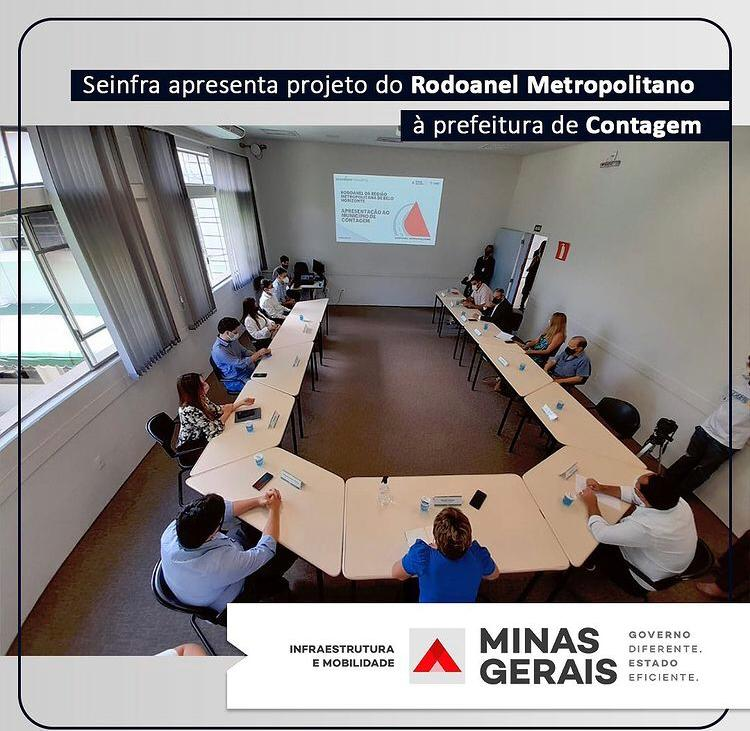 Seinfra apresenta projeto do Rodoanel Metropolitano
à prefeitura de Contagem
RODOANEL DA REGIÃO
METROPOLITANA DE BELO
HORIZONTE
APRESENTAÇÃO AO
MUNICÍPIO DE
CONTAGEM
INFRAESTRUTURA
E MOBILIDADE
MINAS
GERAIS
GOVERNO
DIFERENTE.
ESTADO
EFICIENTE.